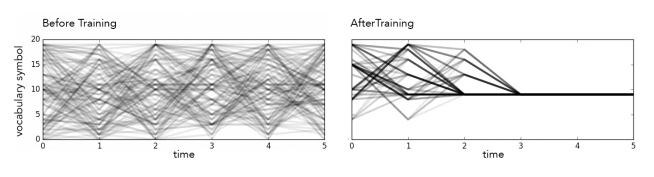 Before Training
AfterTraining
vocabulary symbol
20
15
10
5
0
0 1 2 3 4 5
time
0 1 2 3 4 5
time